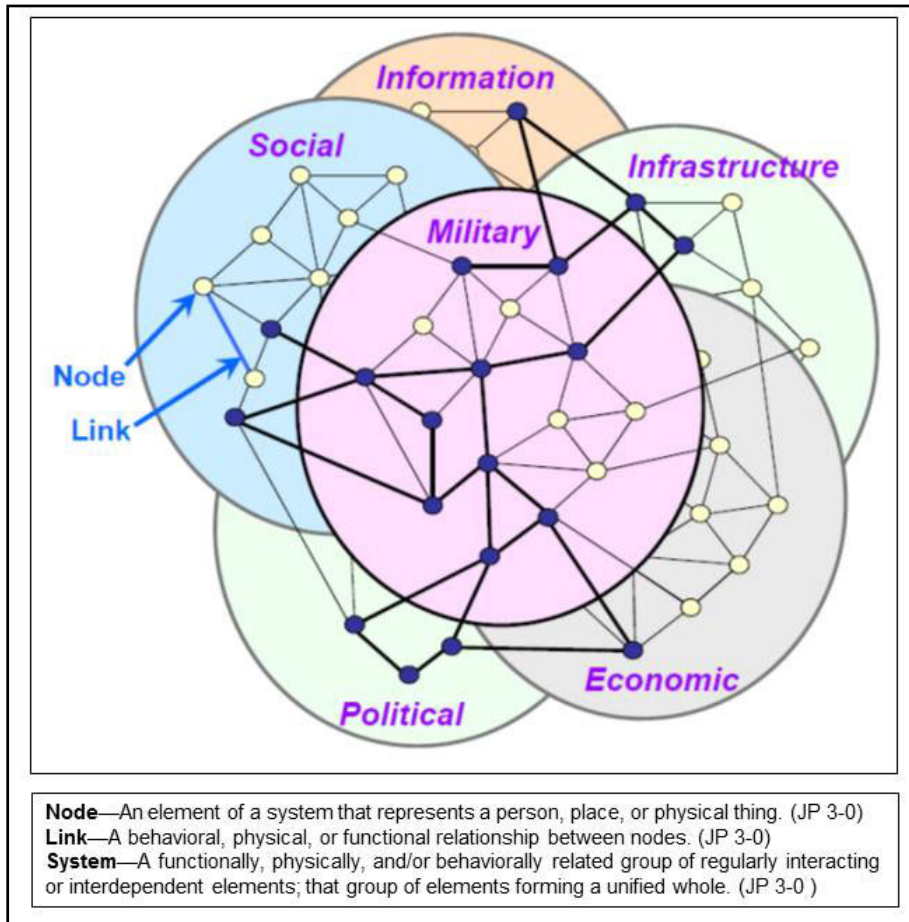 Information
Social
Infrastructure
Military
Node
Link
Economic
Political
Node—An element of a system that represents a person, place, or physical thing. (JP 3-0)
Link—A behavioral, physical, or functional relationship between nodes. (JP 3-0)
System—A functionally, physically, and/or behaviorally related group of regularly interacting
or interdependent elements; that group of elements forming a unified whole. (JP 3-0 )